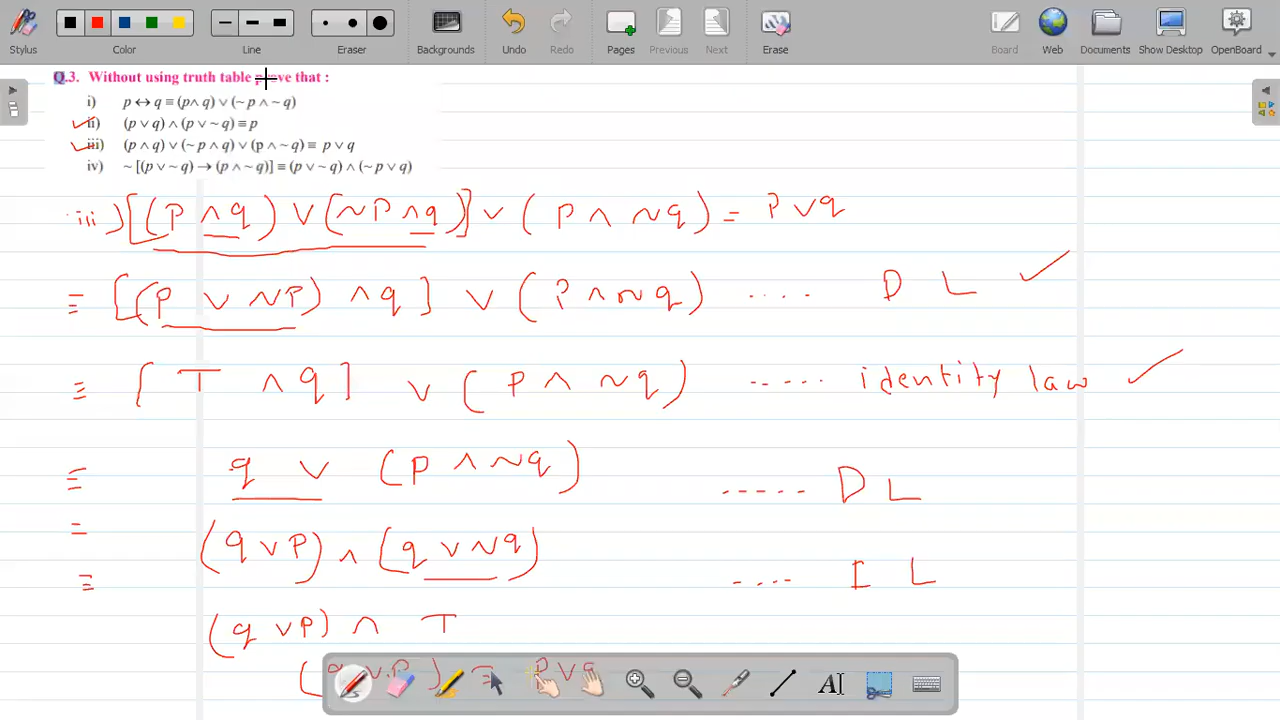 Stylus Color Line Eraser Backgrounds Undo Redo Pages Previous Next Erase Board Web Documents Show Desktop OpenBoard
Q.3. Without using truth table prove that :
i) p ↔ q ≡ (p∧ q) ∨ (~ p ∧ ~ q)
ii) (p ∨ q) ∧ (p ∨ ~ q) ≡ p
iii) (p ∧ q) ∨ (~ p ∧ q) ∨ (p ∧ ~ q) ≡ p ∨ q
iv) ~ [(p ∨ ~ q) → (p ∧ ~ q)] ≡ (p ∨ ~ q) ∧ (~ p ∨ q)
iii) [(P ∧ q) ∨ (~P ∧ q)] ∨ (P ∧ ~q) = P ∨ q
≡ [(P ∨ ~P) ∧ q] ∨ (P ∧ ~q) .... D L
≡ [T ∧ q] ∨ (P ∧ ~q) ..... identity law
≡ q ∨ (P ∧ ~q) ..... D L
=
(q ∨ P) ∧ (q ∨ ~q)
≡ .... I L
(q ∨ P) ∧ T
(q ∨ P) ≡ P ∨ q